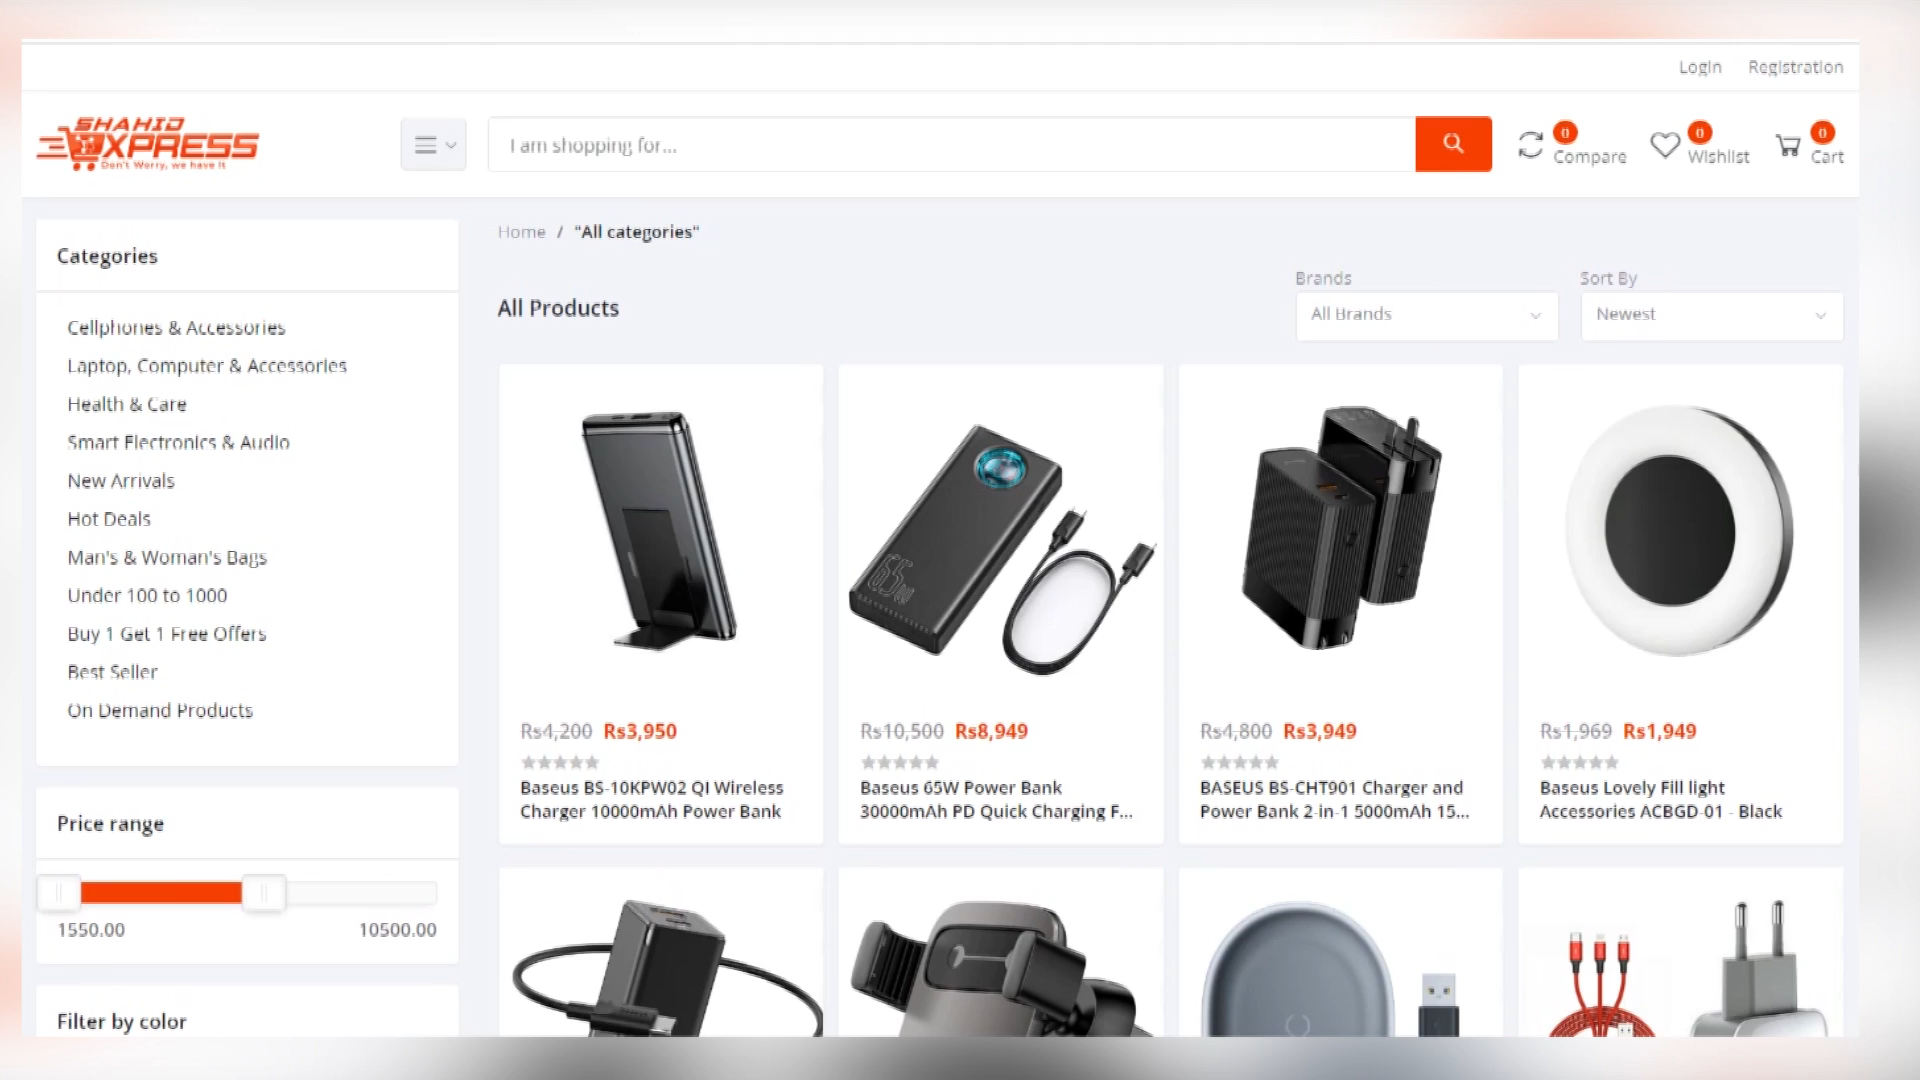 Login Registration
SHAHID
XPRESS
Don't Worry, we have it
I am shopping for...
0
Compare
0
Wishlist
0
Cart
Categories
Cellphones & Accessories
Laptop, Computer & Accessories
Health & Care
Smart Electronics & Audio
New Arrivals
Hot Deals
Man's & Woman's Bags
Under 100 to 1000
Buy 1 Get 1 Free Offers
Best Seller
On Demand Products
Price range
1550.00 10500.00
Filter by color
Home / "All categories"
All Products
Brands
All Brands
Sort By
Newest
65W
Rs4,200 Rs3,950
Baseus BS-10KPW02 QI Wireless
Charger 10000mAh Power Bank
Rs10,500 Rs8,949
Baseus 65W Power Bank
30000mAh PD Quick Charging F...
Rs4,800 Rs3,949
BASEUS BS-CHT901 Charger and
Power Bank 2-in-1 5000mAh 15...
Rs1,969 Rs1,949
Baseus Lovely Fill light
Accessories ACBGD-01 - Black